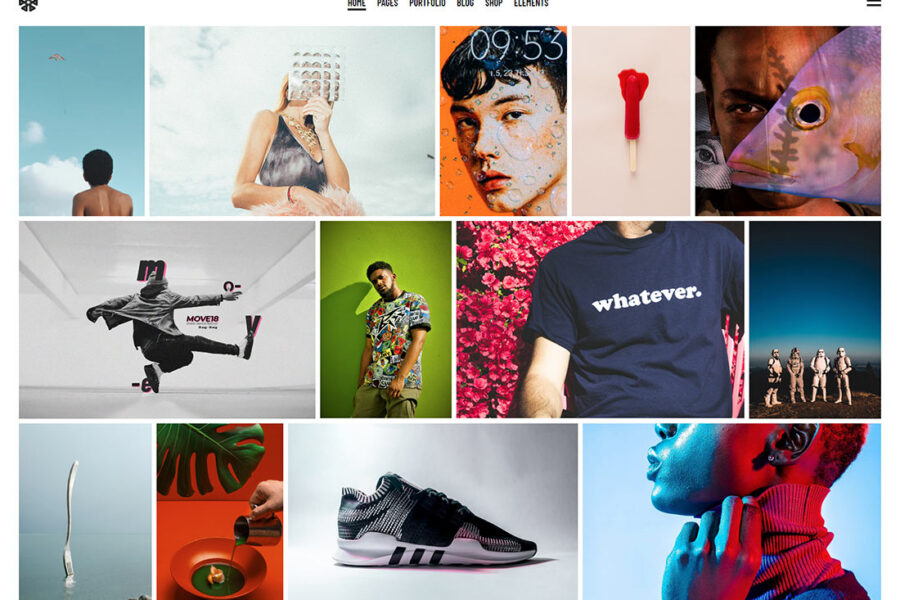 HOME PAGES PORTFOLIO BLOG SHOP ELEMENTS
09:53
m
o-
MOVE18
v
-e
whatever.